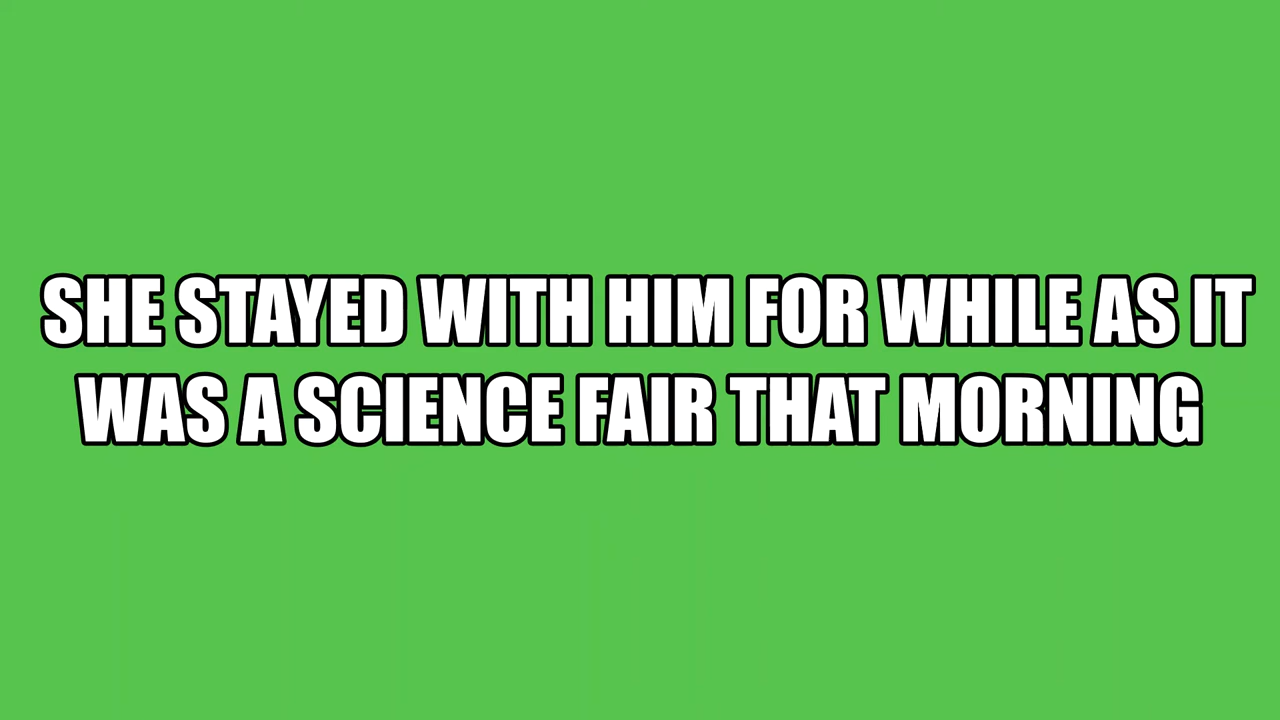 SHE STAYED WITH HIM FOR WHILE AS IT
WAS A SCIENCE FAIR THAT MORNING